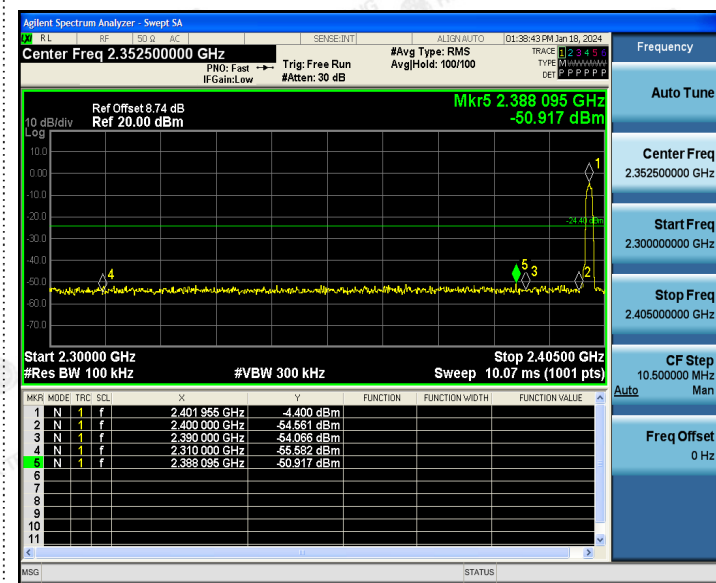 Agilent Spectrum Analyzer - Swept SA
LXI RL RF 50 Ω AC SENSE:INT ALIGN AUTO 01:38:43 PM Jan 18, 2024
Center Freq 2.352500000 GHz
PNO: Fast
IFGain:Low
Trig: Free Run
#Atten: 30 dB
#Avg Type: RMS
Avg|Hold: 100/100
TRACE 1 2 3 4 5 6
TYPE M
DET P P P P P P
Ref Offset 8.74 dB
Ref 20.00 dBm
10 dB/div
Log
Mkr5 2.388 095 GHz
-50.917 dBm
10.0
0.00
-10.0
-20.0
-30.0
-40.0
-50.0
-60.0
-70.0
-24.40 dBm
1
4
5
3
2
Start 2.30000 GHz
Stop 2.40500 GHz
#Res BW 100 kHz
#VBW 300 kHz
Sweep 10.07 ms (1001 pts)
MKR MODE TRC SCL X Y FUNCTION FUNCTION WIDTH FUNCTION VALUE
1 N 1 f 2.401 955 GHz -4.400 dBm
2 N 1 f 2.400 000 GHz -54.561 dBm
3 N 1 f 2.390 000 GHz -54.066 dBm
4 N 1 f 2.310 000 GHz -55.582 dBm
5 N 1 f 2.388 095 GHz -50.917 dBm
6
7
8
9
10
11
MSG
STATUS
Frequency
Auto Tune
Center Freq
2.352500000 GHz
Start Freq
2.300000000 GHz
Stop Freq
2.405000000 GHz
CF Step
10.500000 MHz
Auto Man
Freq Offset
0 Hz